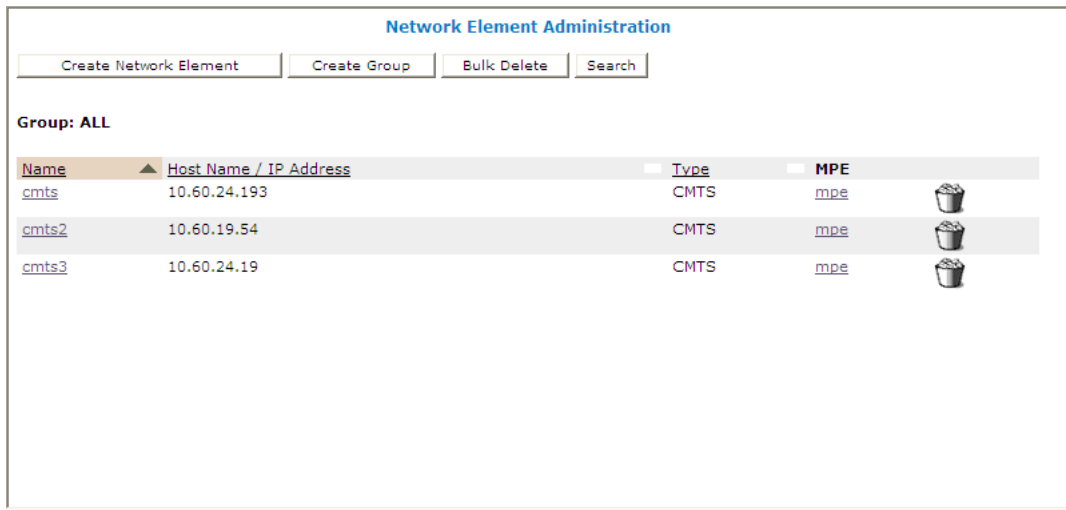 Network Element Administration
Create Network Element Create Group Bulk Delete Search
Group: ALL
Name Host Name / IP Address Type MPE
cmts 10.60.24.193 CMTS mpe
cmts2 10.60.19.54 CMTS mpe
cmts3 10.60.24.19 CMTS mpe